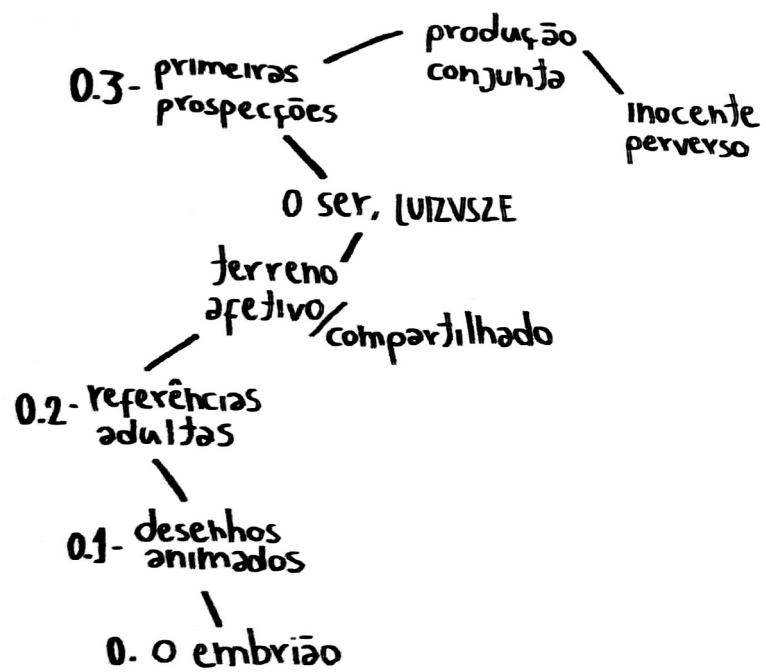 produção
conjunta
0.3- primeiras
prospecções
inocente
perverso
O ser, LUIZVSZE
terreno
afetivo/
compartilhado
0.2- referências
adultas
0.1- desenhos
animados
0. O embrião